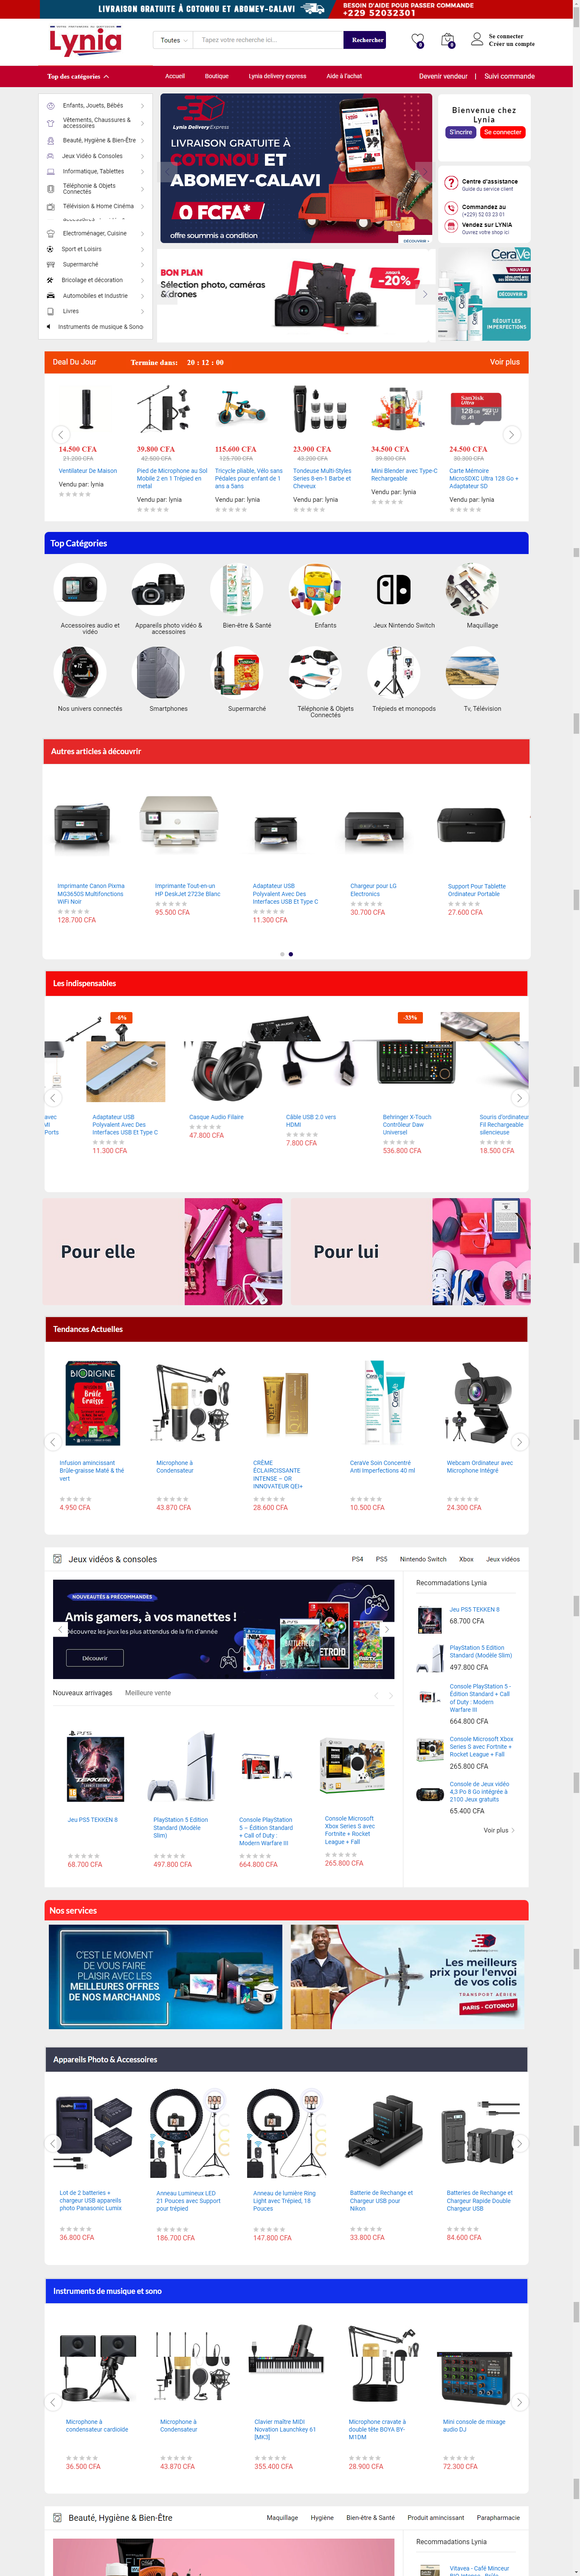 LIVRAISON GRATUITE À COTONOU ET ABOMEY-CALAVI
BESOIN D'AIDE POUR PASSER COMMANDE
+229 52032301
Lynia
Toutes
Tapez votre recherche ici...
Rechercher
0
0
Se connecter
Créer un compte
Top des catégories
Accueil
Boutique
Lynia delivery express
Aide à l'achat
Devenir vendeur
Suivi commande
Enfants, Jouets, Bébés
Vêtements, Chaussures & accessoires
Beauté, Hygiène & Bien-Être
Jeux Vidéo & Consoles
Informatique, Tablettes
Téléphonie & Objets Connectés
Télévision & Home Cinéma
Electroménager, Cuisine
Sport et Loisirs
Supermarché
Bricolage et décoration
Automobiles et Industrie
Livres
Instruments de musique & Sono
Lynia Delivery Express
Livraison gratuite à
COTONOU ET
ABOMEY-CALAVI
0 FCFA*
offre soummis a condition
DÉCOUVRIR
Bienvenue chez
Lynia
S'incrire
Se connecter
Centre d'assistance
Guide du service client
Commandez au
(+229) 52 03 23 01
Vendez sur LYNIA
Ouvrez votre shop ici
BON PLAN
Sélection photo, caméras
& drones
JUSQU'À
-20%
CeraVe
NOUVEAU
DÉCOUVRIR
RÉDUIT LES
IMPERFECTIONS
Deal Du Jour
Termine dans:
20 : 12 : 00
Voir plus
14.500 CFA
21.200 CFA
Ventilateur De Maison
Vendu par: lynia
39.800 CFA
42.500 CFA
Pied de Microphone au Sol
Mobile 2 en 1 Trépied en
metal
Vendu par: lynia
115.600 CFA
125.700 CFA
Tricycle pliable, Vélo sans
Pédales pour enfant de 1
ans a 5ans
Vendu par: lynia
23.900 CFA
43.200 CFA
Tondeuse Multi-Styles
Series 8-en-1 Barbe et
Cheveux
Vendu par: lynia
34.500 CFA
39.800 CFA
Mini Blender avec Type-C
Rechargeable
Vendu par: lynia
SanDisk
Ultra
128
24.500 CFA
30.300 CFA
Carte Mémoire
MicroSDXC Ultra 128 Go +
Adaptateur SD
Vendu par: lynia
Top Catégories
Accessoires audio et
vidéo
Appareils photo vidéo &
accessoires
Bien-être & Santé
Enfants
Jeux Nintendo Switch
Maquillage
Nos univers connectés
Smartphones
Supermarché
Téléphonie & Objets
Connectés
Trépieds et monopods
Tv, Télévision
Autres articles à découvrir
Imprimante Canon Pixma
MG3650S Multifonctions
WiFi Noir
128.700 CFA
Imprimante Tout-en-un
HP DeskJet 2723e Blanc
95.500 CFA
Adaptateur USB
Polyvalent Avec Des
Interfaces USB Et Type C
11.300 CFA
Chargeur pour LG
Electronics
30.700 CFA
Support Pour Tablette
Ordinateur Portable
27.600 CFA
Les indispensables
-6%
-33%
avec
MI
Ports
Adaptateur USB
Polyvalent Avec Des
Interfaces USB Et Type C
11.300 CFA
Casque Audio Filaire
47.800 CFA
Câble USB 2.0 vers
HDMI
7.800 CFA
Behringer X-Touch
Contrôleur Daw
Universel
536.800 CFA
Souris d'ordinateur
Fil Rechargeable
silencieuse
18.500 CFA
Pour elle
Pour lui
Tendances Actuelles
BIORIGINE
Brûle
Graisse
CeraVe
Infusion amincissant
Brûle-graisse Maté & thé
vert
4.950 CFA
Microphone à
Condensateur
43.870 CFA
CRÈME
ÉCLAIRCISSANTE
INTENSE – OR
INNOVATEUR QEI+
28.600 CFA
CeraVe Soin Concentré
Anti Imperfections 40 ml
10.500 CFA
Webcam Ordinateur avec
Microphone Intégré
24.300 CFA
Jeux vidéos & consoles
PS4
PS5
Nintendo Switch
Xbox
Jeux vidéos
NOUVEAUTÉS & PRÉCOMMANDES
Amis gamers, à vos manettes !
Découvrez les jeux les plus attendus de la fin d'année
Découvrir
Nouveaux arrivages
Meilleure vente
Jeu PS5 TEKKEN 8
68.700 CFA
PlayStation 5 Edition
Standard (Modèle
Slim)
497.800 CFA
Console PlayStation
5 – Édition Standard
+ Call of Duty :
Modern Warfare III
664.800 CFA
Console Microsoft
Xbox Series S avec
Fortnite + Rocket
League + Fall
265.800 CFA
Recommadations Lynia
Jeu PS5 TEKKEN 8
68.700 CFA
PlayStation 5 Edition
Standard (Modèle Slim)
497.800 CFA
Console PlayStation 5 -
Édition Standard + Call
of Duty : Modern
Warfare III
664.800 CFA
Console Microsoft Xbox
Series S avec Fortnite +
Rocket League + Fall
265.800 CFA
Console de Jeux vidéo
4,3 Po 8 Go intégrée à
2100 Jeux gratuits
65.400 CFA
Voir plus
Nos services
C'EST LE MOMENT
DE VOUS FAIRE
PLAISIR AVEC LES
MEILLEURES OFFRES
DE NOS MARCHANDS
Les meilleurs
prix pour l'envoi
de vos colis
TRANSPORT AÉRIEN
PARIS - COTONOU
Appareils Photo & Accessoires
Lot de 2 batteries +
chargeur USB appareils
photo Panasonic Lumix
36.800 CFA
Anneau Lumineux LED
21 Pouces avec Support
pour trépied
186.700 CFA
Anneau de lumière Ring
Light avec Trépied, 18
Pouces
147.800 CFA
Batterie de Rechange et
Chargeur USB pour
Nikon
33.800 CFA
Batteries de Rechange et
Chargeur Rapide Double
Chargeur USB
84.600 CFA
Instruments de musique et sono
Microphone à
condensateur cardioïde
36.500 CFA
Microphone à
Condensateur
43.870 CFA
Clavier maître MIDI
Novation Launchkey 61
[MK3]
355.400 CFA
Microphone cravate à
double tête BOYA BY-
M1DM
28.900 CFA
Mini console de mixage
audio DJ
72.300 CFA
Beauté, Hygiène & Bien-Être
Maquillage
Hygiène
Bien-être & Santé
Produit amincissant
Parapharmacie
Recommadations Lynia
Vitavea - Café Minceur